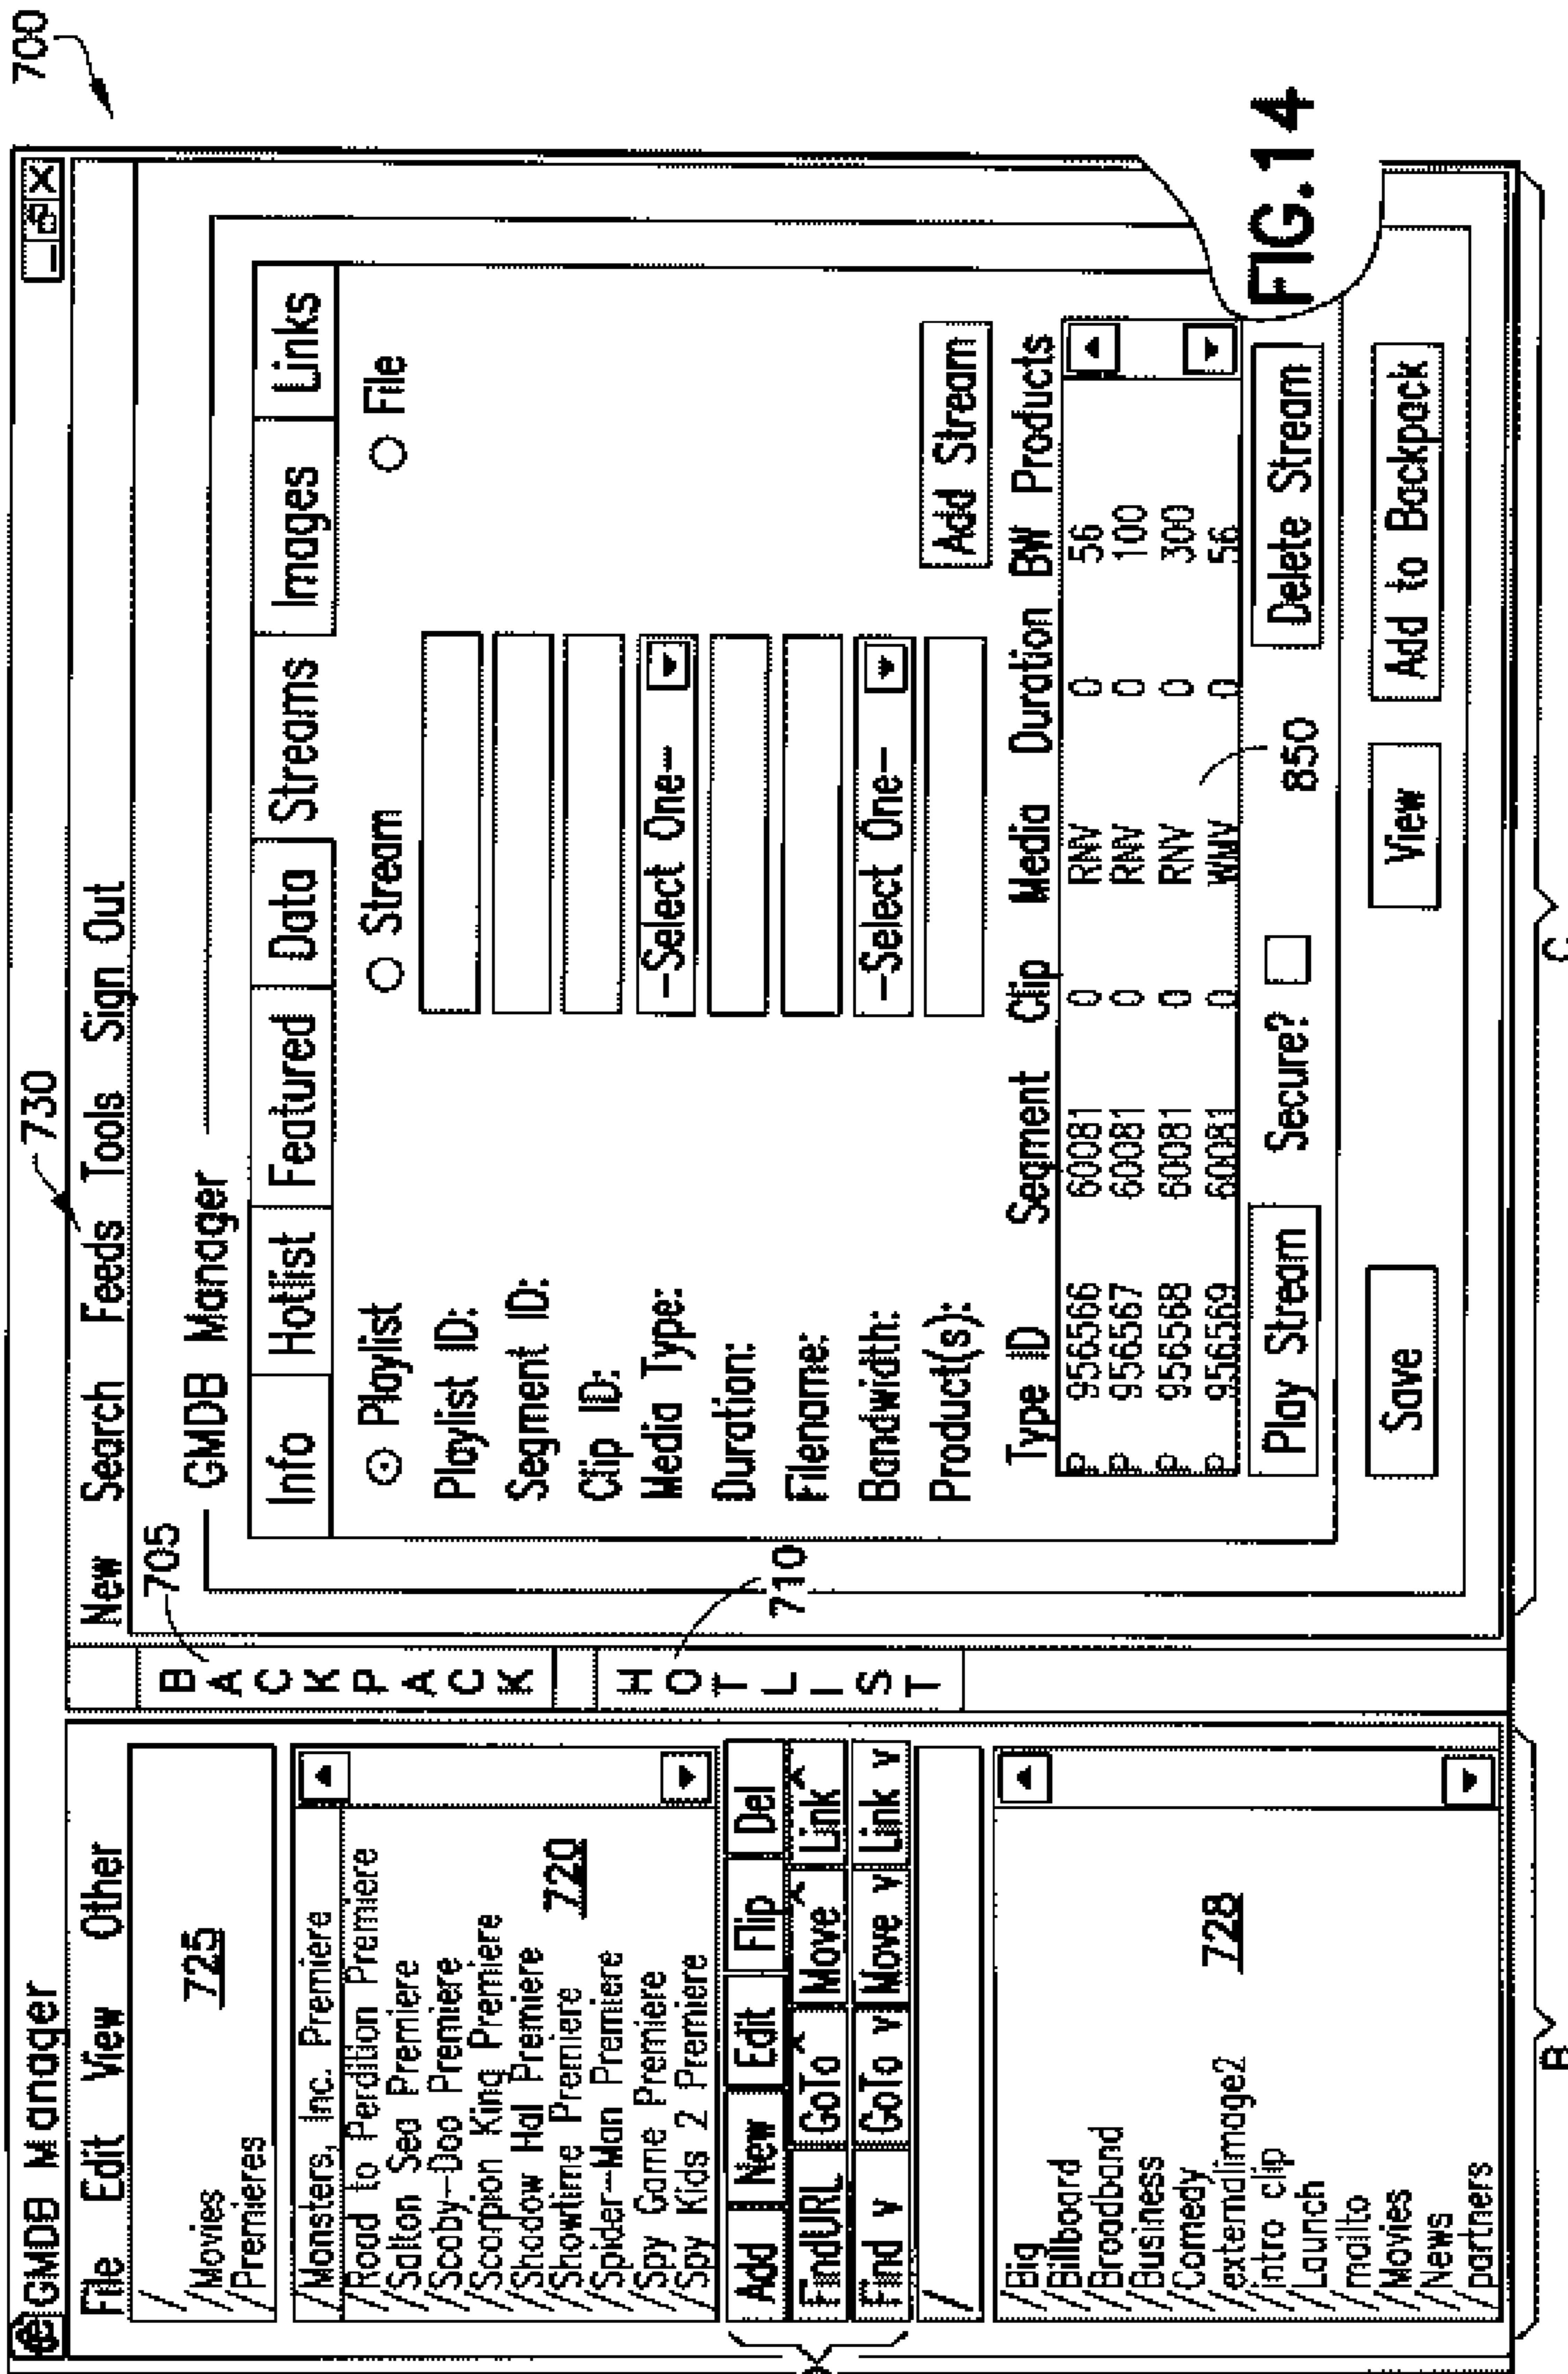 700
GMDB Manager
File Edit View Other
/
//Movies
//Premieres
725
//Monsters, Inc. Premiere
//Road to Perdition Premiere
//Salton Sea Premiere
//Scoby-Doo Premiere
//Scorpion King Premiere
//Shadow Hal Premiere
//Showtime Premiere
//Spider-Man Premiere
//Spy Game Premiere
//Spy Kids 2 Premiere
720
Add New Edit Flip Del
FindURL GoTo ^ Move ^ Link ^
Find v GoTo v Move v Link v
/
//Big
//Billboard
//Broadband
//Business
//Comedy
//externalimage2
//intro clip
//Launch
//mailto
//Movies
//News
//partners
728
B
BACKPACK
705
HOTLIST
710
730
New Search Feeds Tools Sign Out
GMDB Manager
Info Hotlist Featured Data Streams Images Links
Playlist Stream File
Playlist ID:
Segment ID:
Clip ID:
Media Type: -Select One-
Duration:
Filename:
Bandwidth: -Select One-
Product(s):
Add Stream
Type ID Segment Clip Media Duration BW Products
P 956566 60081 0 RNV 0 56
P 956567 60081 0 RNV 0 100
P 956568 60081 0 RNV 0 300
P 956569 60081 0 WMV 0 56
Play Stream Secure? 850 Delete Stream
Save View Add to Backpack
C
FIG.14